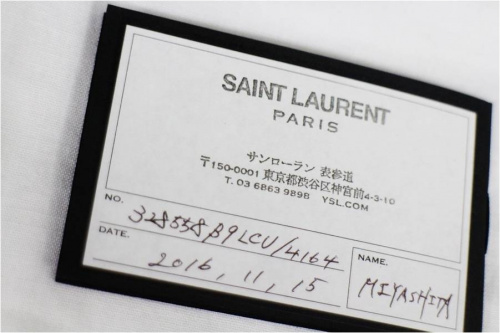 SAINT LAURENT
PARIS
サンローラン 表参道
〒150-0001 東京都渋谷区神宮前4-3-10
T. 03 6863 9898 YSL.COM
NO. 328558 B9LCU/4164
DATE. 2016, 11, 15
NAME. MIYASHITA